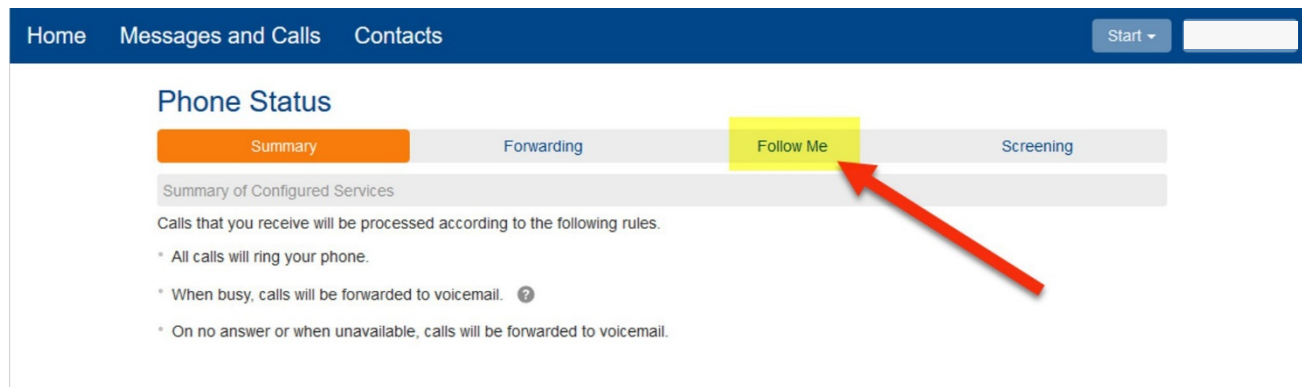 Home Messages and Calls Contacts Start
Phone Status
Summary Forwarding Follow Me Screening
Summary of Configured Services
Calls that you receive will be processed according to the following rules.
* All calls will ring your phone.
* When busy, calls will be forwarded to voicemail. ?
* On no answer or when unavailable, calls will be forwarded to voicemail.